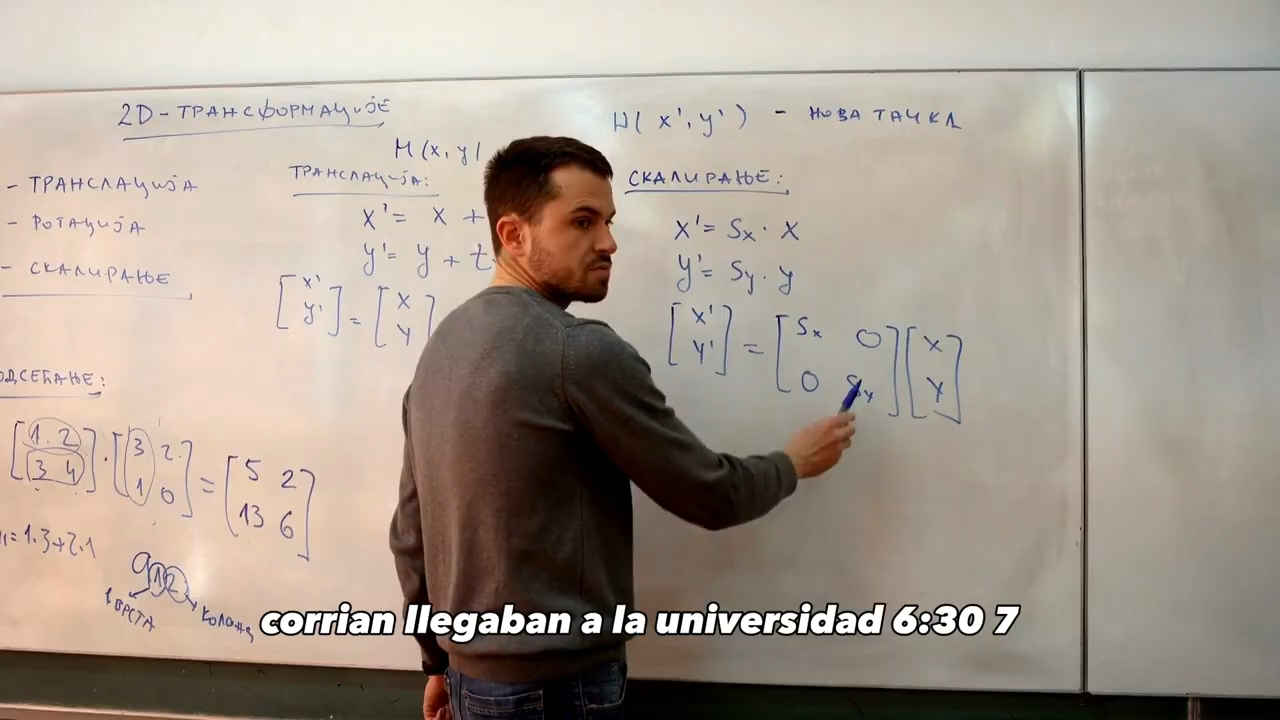 2D-ТРАНСФОРМАЦИЈЕ
- ТРАНСЛАЦИЈА
- РОТАЦИЈА
- СКАЛИРАЊЕ
M(x, y)
ТРАНСЛАЦИЈА:
x' = x +
y' = y + t
[x' y'] = [x y]
(x', y') - НОВА ТАЧКА
СКАЛИРАЊЕ:
x' = Sx · x
y' = Sy · y
[x' y'] = [Sx 0 0 Sy] [x y]
ОДСЕЋАЊЕ:
[1 2 3 4] · [3 2 1 0] = [5 2 13 6]
= 1·3+2·1
a12
ВРСТА
corrian llegaban a la universidad 6:30 7